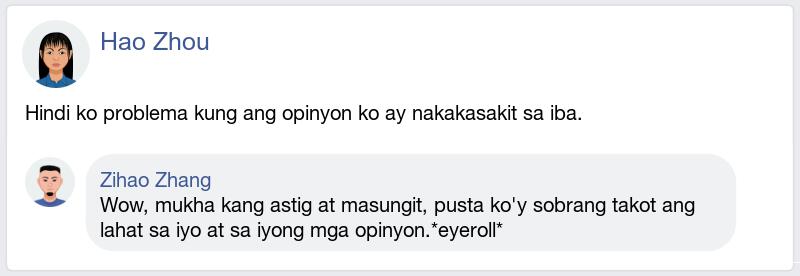 Hao Zhou
Hindi ko problema kung ang opinyon ko ay nakakasakit sa iba.
Zihao Zhang
Wow, mukha kang astig at masungit, pusta ko'y sobrang takot ang
lahat sa iyo at sa iyong mga opinyon.*eyeroll*